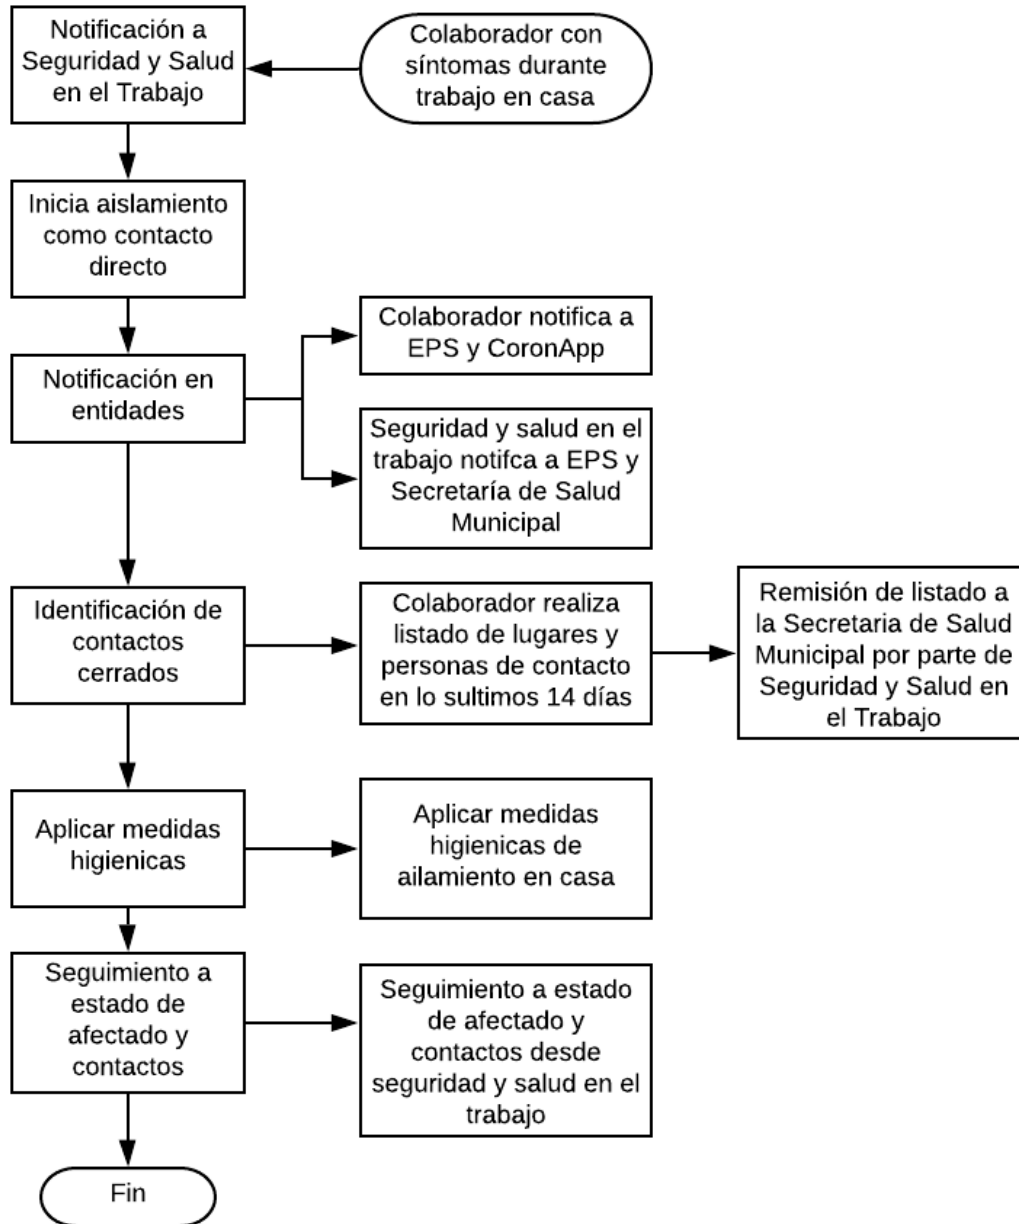 Notificación a
Seguridad y Salud
en el Trabajo
Colaborador con
síntomas durante
trabajo en casa
Inicia aislamiento
como contacto
directo
Notificación en
entidades
Colaborador notifica a
EPS y CoronApp
Seguridad y salud en el
trabajo notifca a EPS y
Secretaría de Salud
Municipal
Identificación de
contactos
cerrados
Colaborador realiza
listado de lugares y
personas de contacto
en lo sultimos 14 días
Remisión de listado a
la Secretaria de Salud
Municipal por parte de
Seguridad y Salud en
el Trabajo
Aplicar medidas
higienicas
Aplicar medidas
higienicas de
ailamiento en casa
Seguimiento a
estado de
afectado y
contactos
Seguimiento a estado
de afectado y
contactos desde
seguridad y salud en el
trabajo
Fin